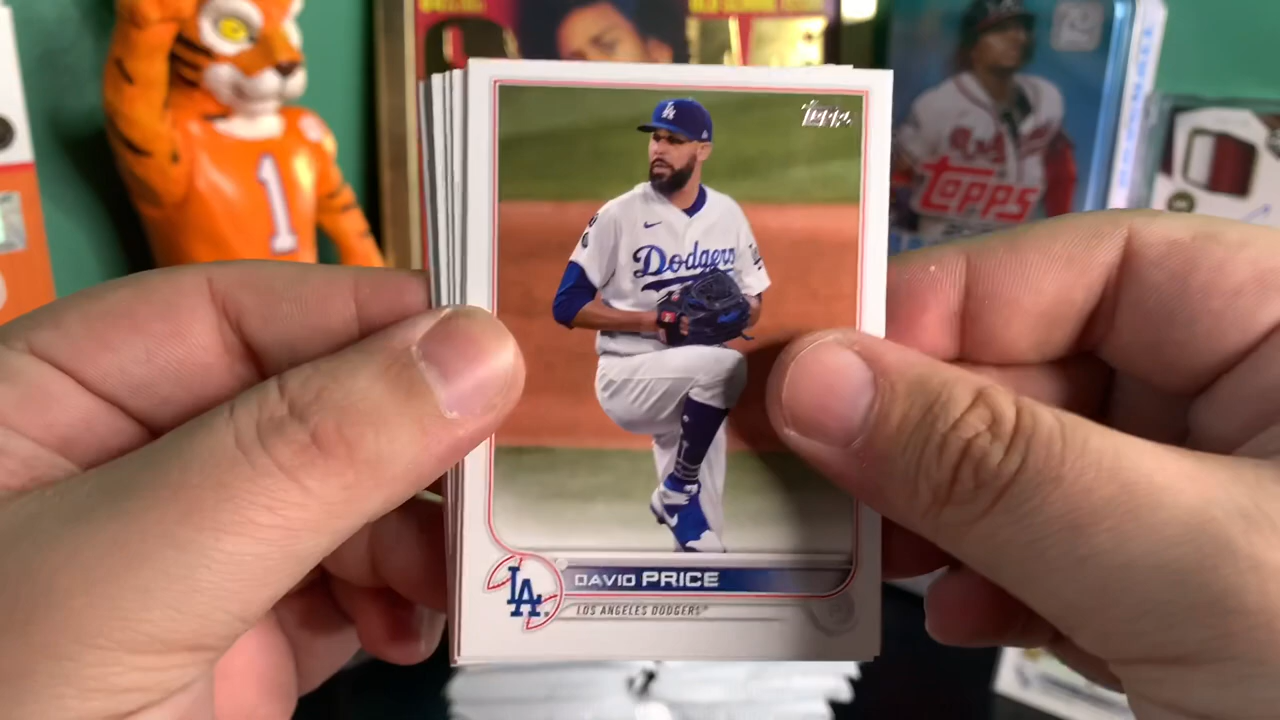 TOPPS
Dodgers
DAVID PRICE
LA
LOS ANGELES DODGERS
1
TOPPS